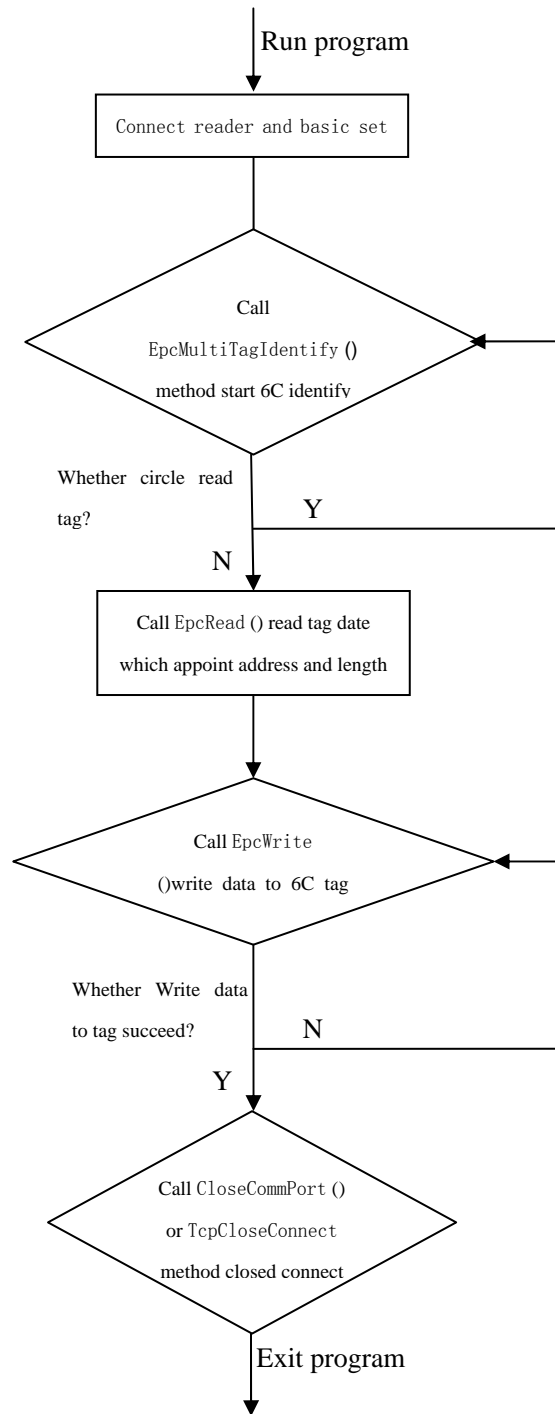 Run program
Connect reader and basic set
Call
EpcMultiTagIdentify ()
method start 6C identify
Whether circle read
tag?
Y
N
Call EpcRead () read tag date
which appoint address and length
Call EpcWrite
()write data to 6C tag
Whether Write data
to tag succeed?
N
Y
Call CloseCommPort ()
or TcpCloseConnect
method closed connect
Exit program